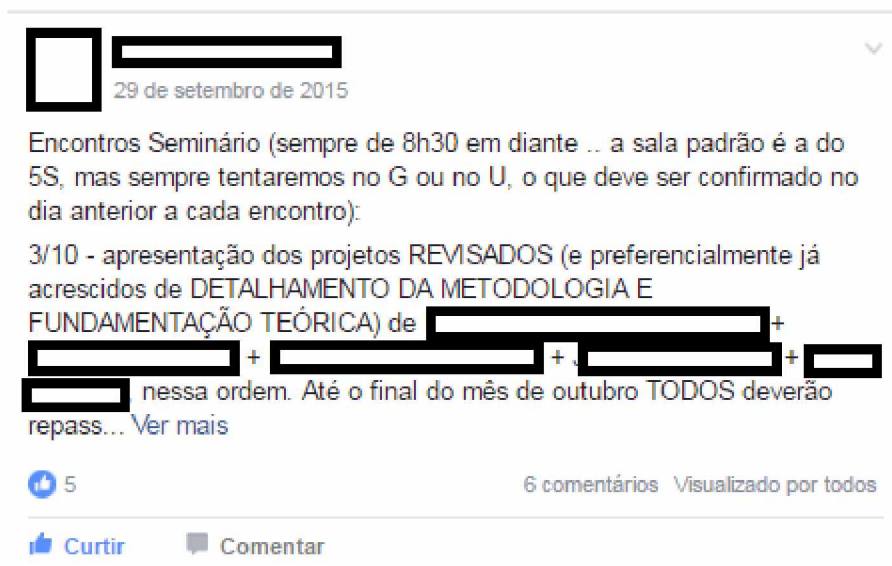 29 de setembro de 2015
Encontros Seminário (sempre de 8h30 em diante .. a sala padrão é a do
5S, mas sempre tentaremos no G ou no U, o que deve ser confirmado no
dia anterior a cada encontro):
3/10 - apresentação dos projetos REVISADOS (e preferencialmente já
acrescidos de DETALHAMENTO DA METODOLOGIA E
FUNDAMENTAÇÃO TEÓRICA) de +
+ + +
, nessa ordem. Até o final do mês de outubro TODOS deverão
repass... Ver mais
5 6 comentários Visualizado por todos
Curtir Comentar